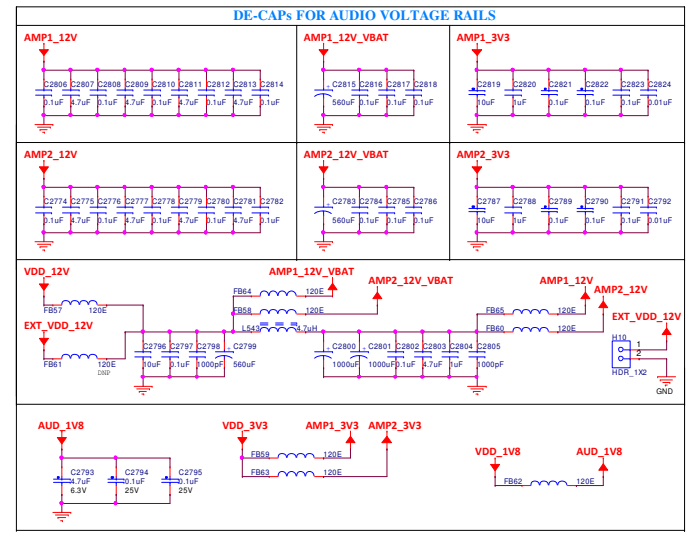 DE-CAPs FOR AUDIO VOLTAGE RAILS
AMP1_12V
C2806 C2807 C2808 C2809 C2810 C2811 C2812 C2813 C2814
0.1uF 4.7uF 0.1uF 4.7uF 0.1uF 4.7uF 0.1uF 4.7uF 0.1uF
AMP1_12V_VBAT
C2815 C2816 C2817 C2818
560uF 0.1uF 0.1uF 0.1uF
AMP1_3V3
C2819 C2820 C2821 C2822 C2823 C2824
10uF 1uF 0.1uF 0.1uF 0.1uF 0.01uF
AMP2_12V
C2774 C2775 C2776 C2777 C2778 C2779 C2780 C2781 C2782
0.1uF 4.7uF 0.1uF 4.7uF 0.1uF 4.7uF 0.1uF 4.7uF 0.1uF
AMP2_12V_VBAT
C2783 C2784 C2785 C2786
560uF 0.1uF 0.1uF 0.1uF
AMP2_3V3
C2787 C2788 C2789 C2790 C2791 C2792
10uF 1uF 0.1uF 0.1uF 0.1uF 0.01uF
VDD_12V
FB57 120E
EXT_VDD_12V
FB61 120E
DNP
AMP1_12V_VBAT
FB64 120E
AMP2_12V_VBAT
FB58 120E
L543 4.7uH
C2796 C2797 C2798 C2799
10uF 0.1uF 1000pF 560uF
C2800 C2801 C2802 C2803 C2804 C2805
1000uF 1000uF 0.1uF 4.7uF 1uF 1000pF
AMP1_12V
FB65 120E
AMP2_12V
FB60 120E
EXT_VDD_12V
H10
1
2
HDR_1X2
GND
AUD_1V8
C2793 C2794 C2795
4.7uF 0.1uF 0.1uF
6.3V 25V 25V
VDD_3V3 AMP1_3V3 AMP2_3V3
FB59 120E
FB63 120E
VDD_1V8 AUD_1V8
FB62 120E